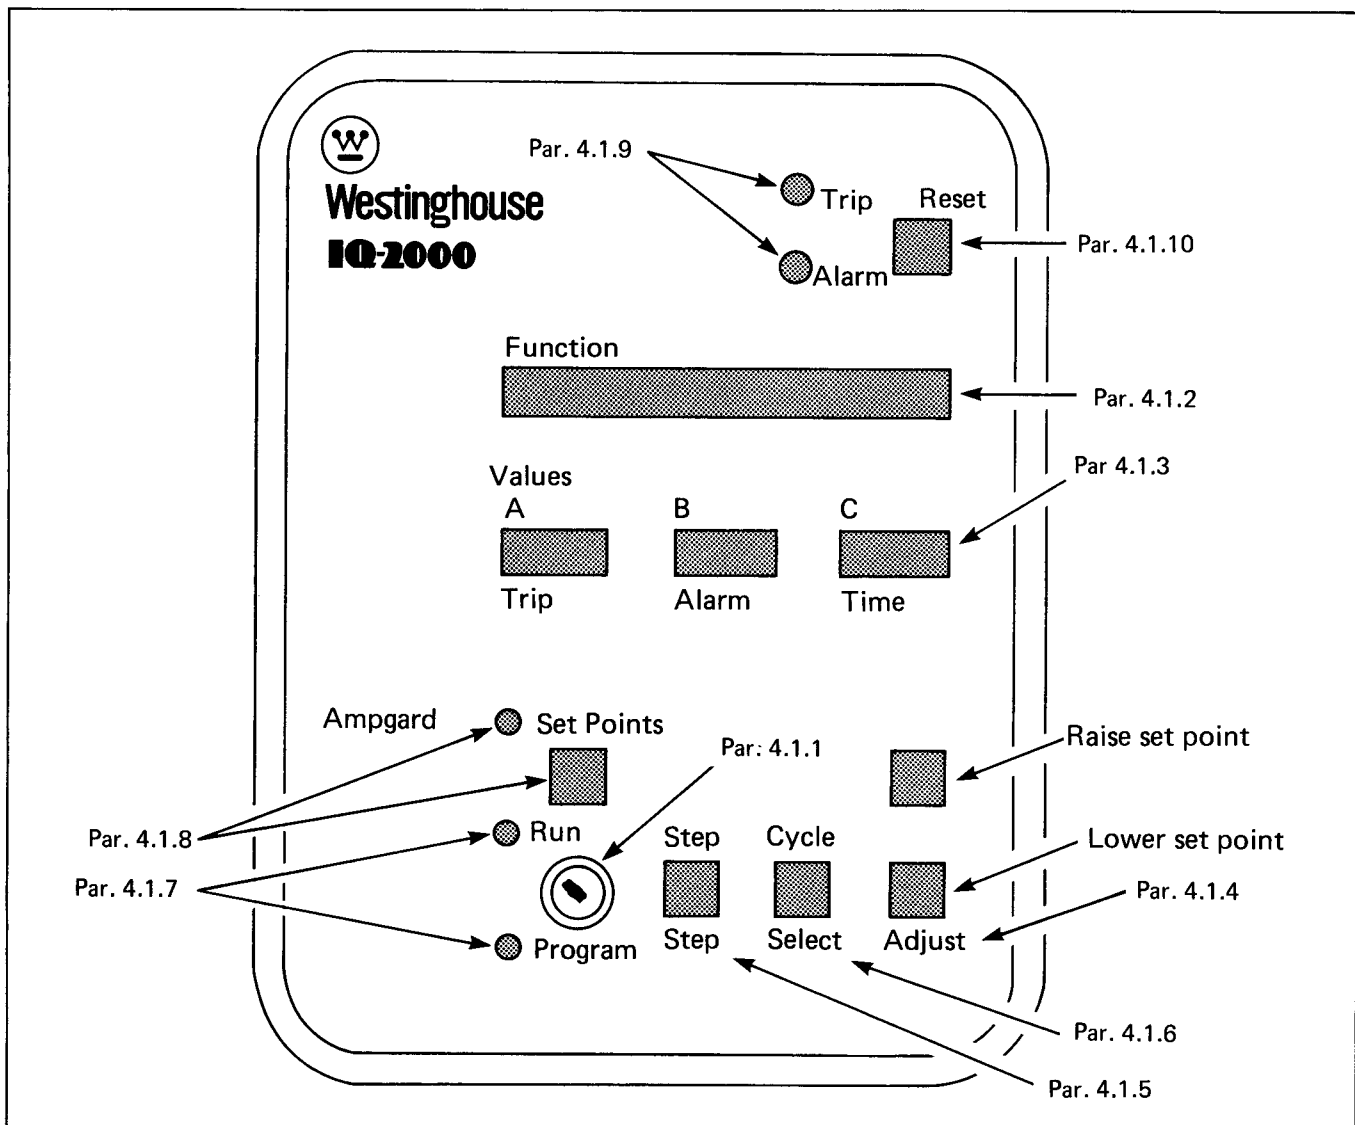 Par. 4.1.9
Trip
Reset
Westinghouse
IQ-2000
Par. 4.1.10
Alarm
Function
Par. 4.1.2
Values
Par 4.1.3
A
B
C
Trip
Alarm
Time
Ampgard
Set Points
Par: 4.1.1
Raise set point
Par. 4.1.8
Run
Step
Cycle
Lower set point
Par. 4.1.7
Par. 4.1.4
Program
Step
Select
Adjust
Par. 4.1.6
Par. 4.1.5